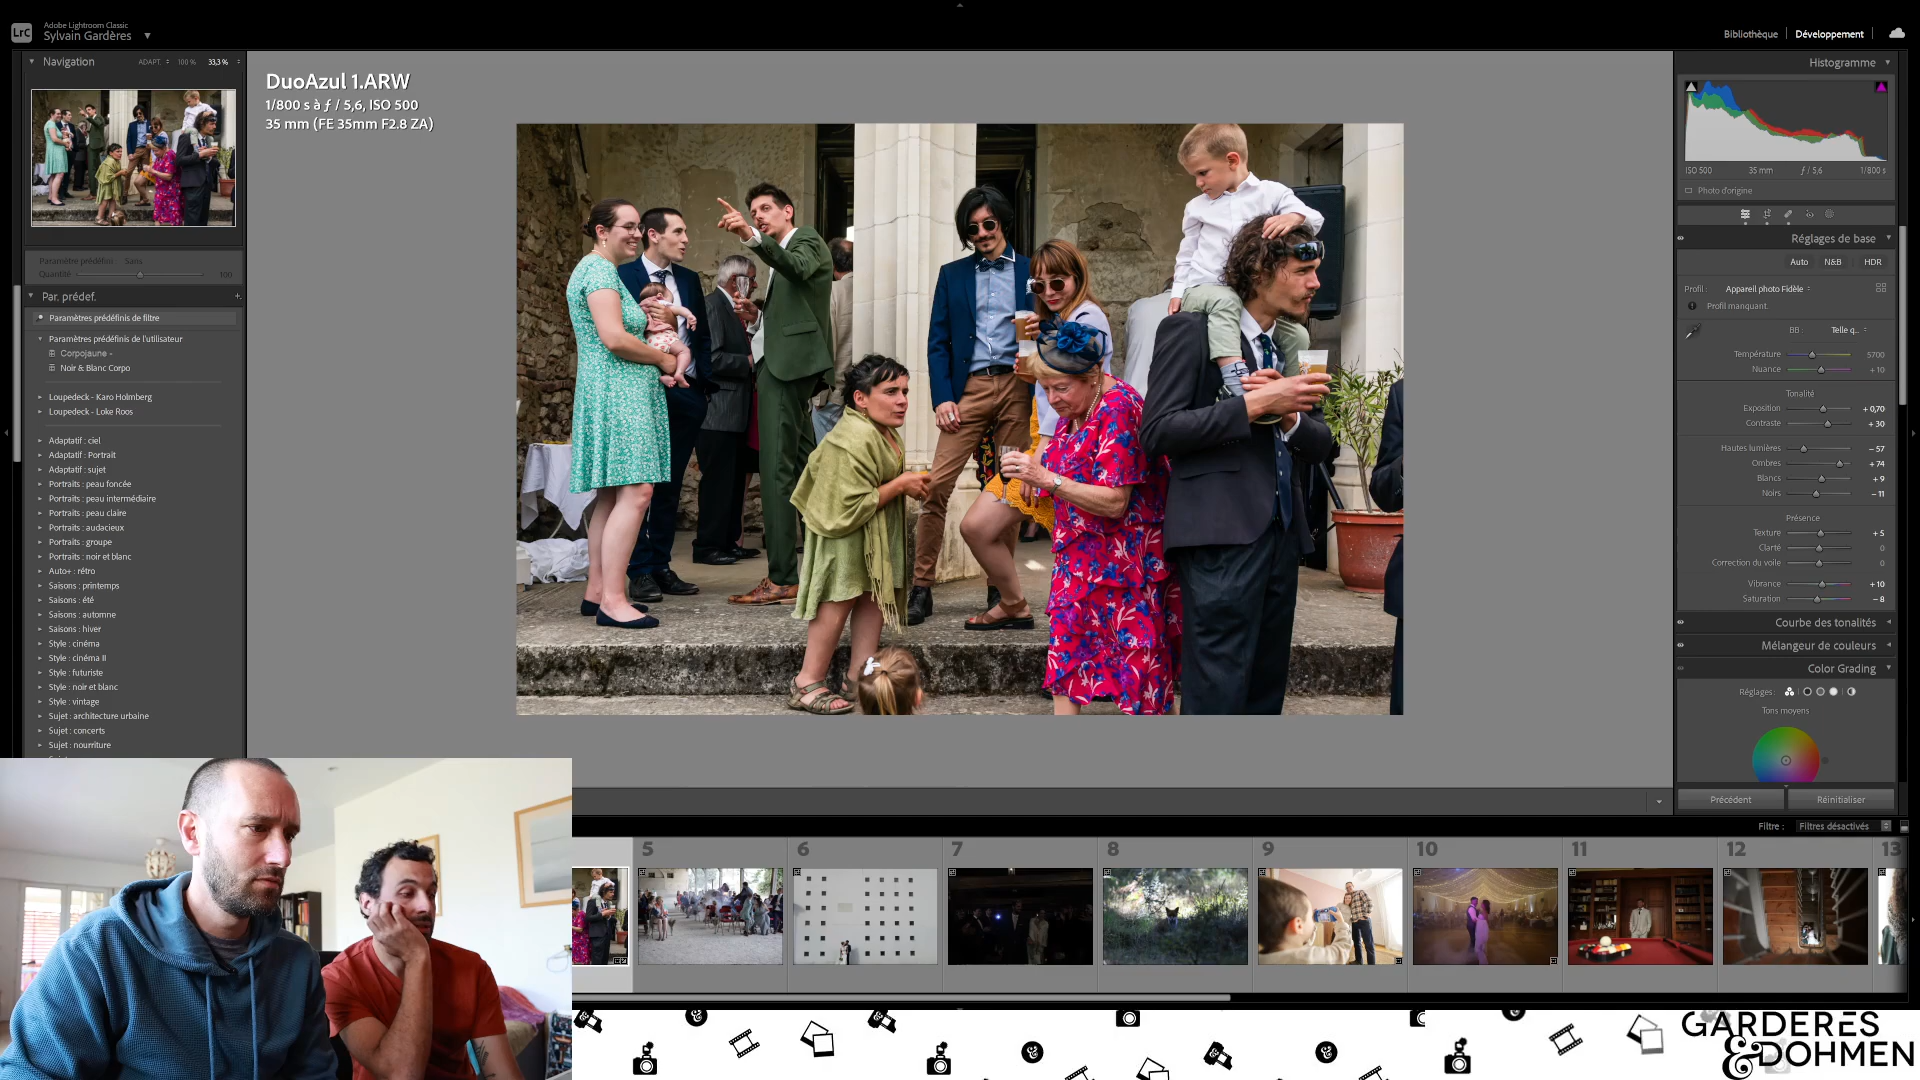 Adobe Lightroom Classic
LrC
Sylvain Gardères
Bibliothèque
Développement
Navigation
ADAPT.
100 %
33,3 %
DuoAzul 1.ARW
1/800 s à ƒ / 5,6, ISO 500
35 mm (FE 35mm F2.8 ZA)
Histogramme
ISO 500
35 mm
ƒ / 5,6
1/800 s
Photo d'origine
Paramètre prédéfini
Sans
Quantité
100
Par. prédef.
Paramètres prédéfinis de filtre
Paramètres prédéfinis de l'utilisateur
Corpojaune -
Noir & Blanc Corpo
Loupedeck - Karo Holmberg
Loupedeck - Loke Roos
Adaptatif : ciel
Adaptatif : Portrait
Adaptatif : sujet
Portraits : peau foncée
Portraits : peau intermédiaire
Portraits : peau claire
Portraits : audacieux
Portraits : groupe
Portraits : noir et blanc
Auto+ : rétro
Saisons : printemps
Saisons : été
Saisons : automne
Saisons : hiver
Style : cinéma
Style : cinéma II
Style : futuriste
Style : noir et blanc
Style : vintage
Sujet : architecture urbaine
Sujet : concerts
Sujet : nourriture
Réglages de base
Auto
N&B
HDR
Profil :
Appareil photo Fidèle
Profil manquant.
BB :
Telle q...
Température
5700
Nuance
+ 10
Tonalité
Exposition
+ 0,70
Contraste
+ 30
Hautes lumières
− 57
Ombres
+ 74
Blancs
+ 9
Noirs
− 11
Présence
Texture
+ 5
Clarté
0
Correction du voile
0
Vibrance
+ 10
Saturation
− 8
Courbe des tonalités
Mélangeur de couleurs
Color Grading
Réglages :
Tons moyens
Précédent
Réinitialiser
Filtre :
Filtres désactivés
5
6
7
8
9
10
11
12
13
GARDERES
& DOHMEN